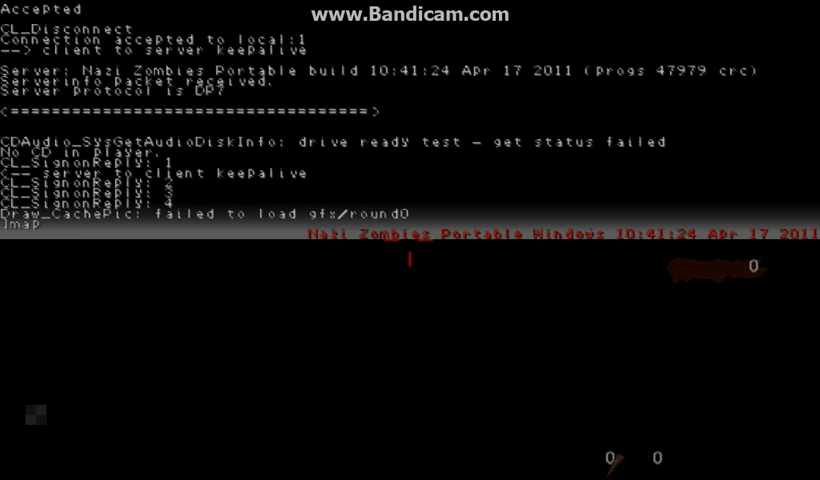 www.Bandicam.com
Accepted
CL_Disconnect
Connection accepted to local:1
--> client to server keepalive
Server: Nazi Zombies Portable build 10:41:24 Apr 17 2011 (progs 47979 crc)
Serverinfo packet received.
Server protocol is DP7
<===================================>
CDAudio_SysGetAudioDiskInfo: drive ready test - get status failed
No CD in player.
CL_SignonReply: 1
<-- server to client keepalive
CL_SignonReply: 2
CL_SignonReply: 3
CL_SignonReply: 4
Draw_CachePic: failed to load gfx/round0
]map
Nazi Zombies Portable Windows 10:41:24 Apr 17 2011
0
0 0